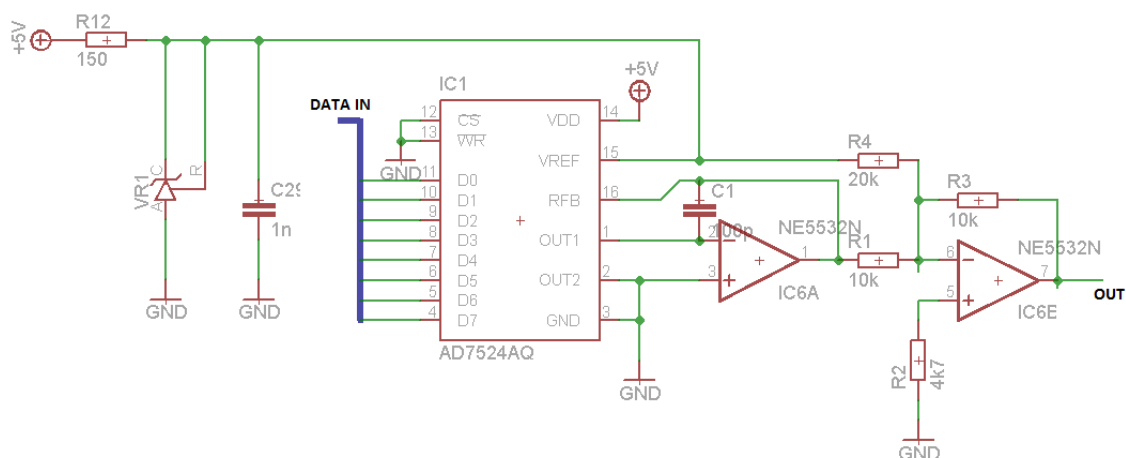 +5V
R12
150
VR1
C
R
A
GND
C29
1n
GND
DATA IN
IC1
12
CS
13
WR
GND
11
D0
10
D1
9
D2
8
D3
7
D4
6
D5
5
D6
4
D7
VDD
14
+5V
VREF
15
RFB
16
OUT1
1
OUT2
2
GND
3
AD7524AQ
GND
C1
100p
2
3
1
NE5532N
IC6A
R4
20k
R1
10k
R3
10k
NE5532N
6
5
7
IC6E
OUT
R2
4k7
GND